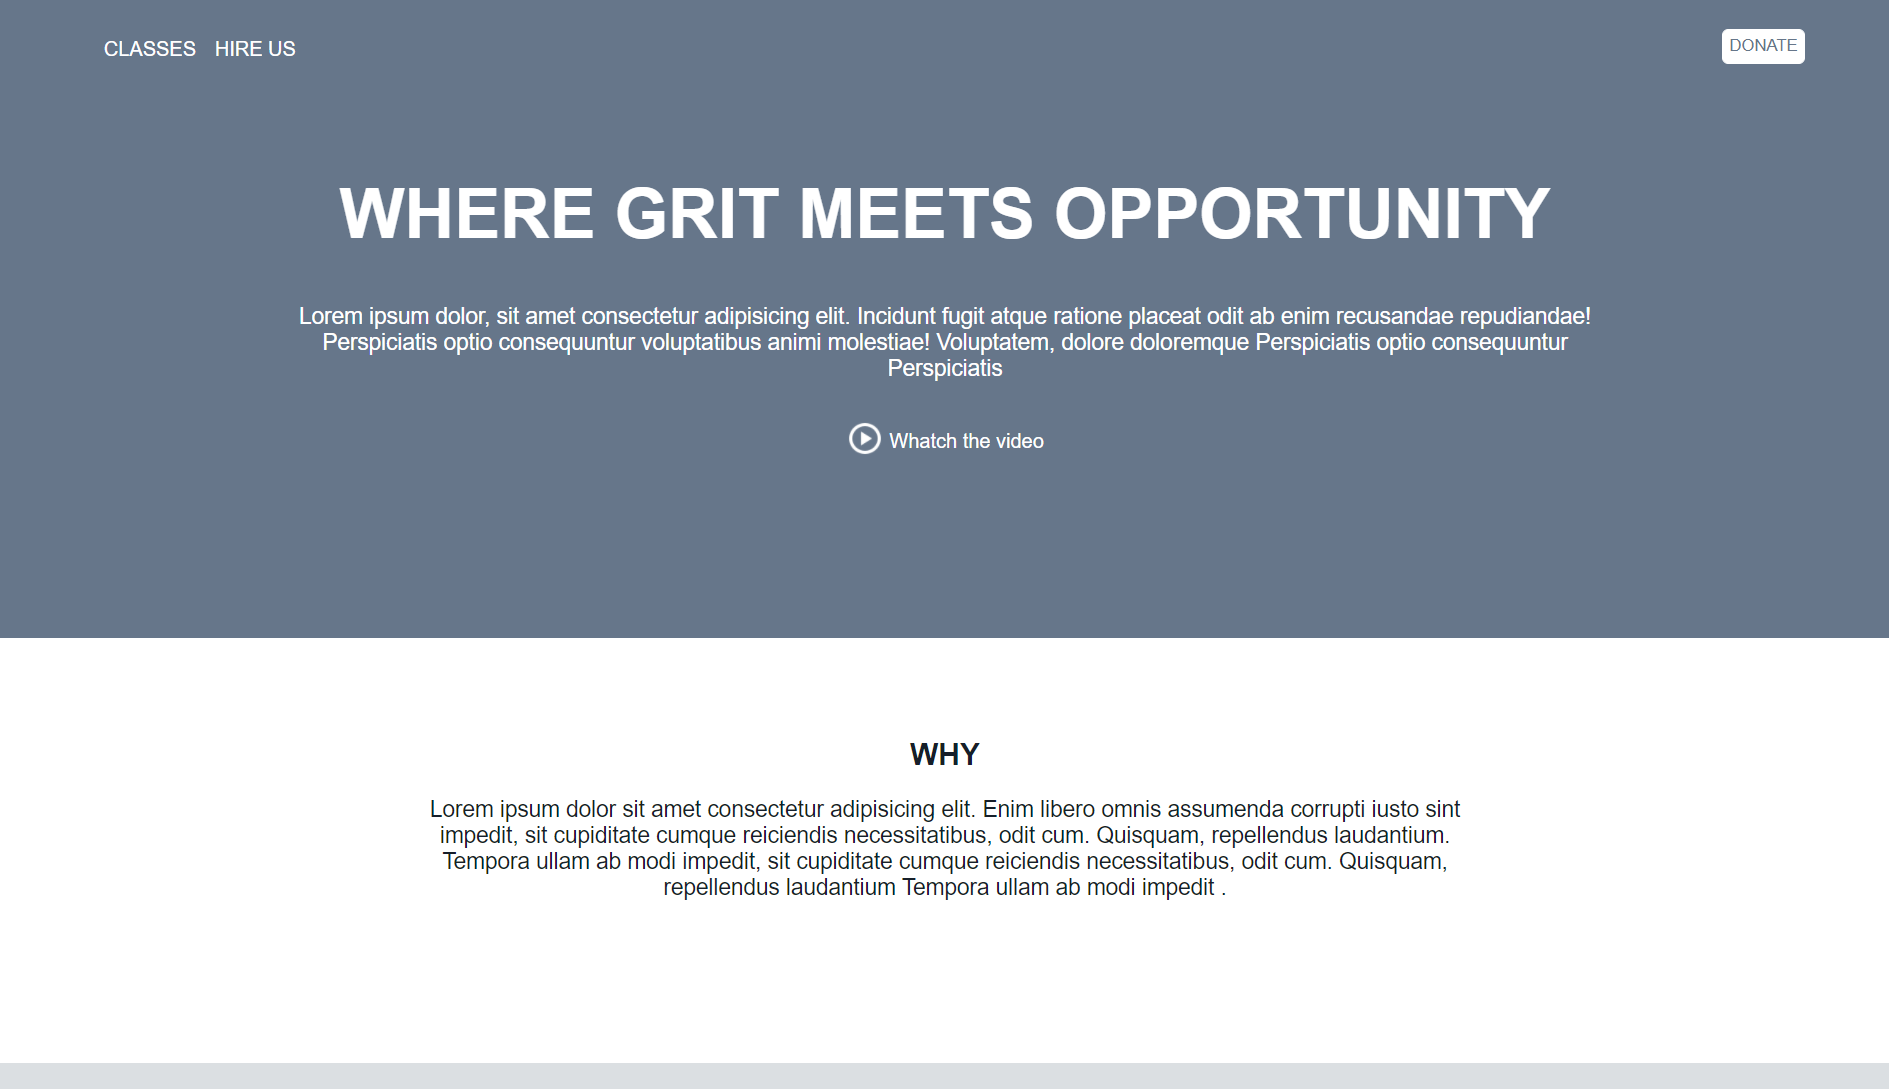 CLASSES HIRE US DONATE
WHERE GRIT MEETS OPPORTUNITY
Lorem ipsum dolor, sit amet consectetur adipisicing elit. Incidunt fugit atque ratione placeat odit ab enim recusandae repudiandae!
Perspiciatis optio consequuntur voluptatibus animi molestiae! Voluptatem, dolore doloremque Perspiciatis optio consequuntur
Perspiciatis
Whatch the video
WHY
Lorem ipsum dolor sit amet consectetur adipisicing elit. Enim libero omnis assumenda corrupti iusto sint
impedit, sit cupiditate cumque reiciendis necessitatibus, odit cum. Quisquam, repellendus laudantium.
Tempora ullam ab modi impedit, sit cupiditate cumque reiciendis necessitatibus, odit cum. Quisquam,
repellendus laudantium Tempora ullam ab modi impedit .